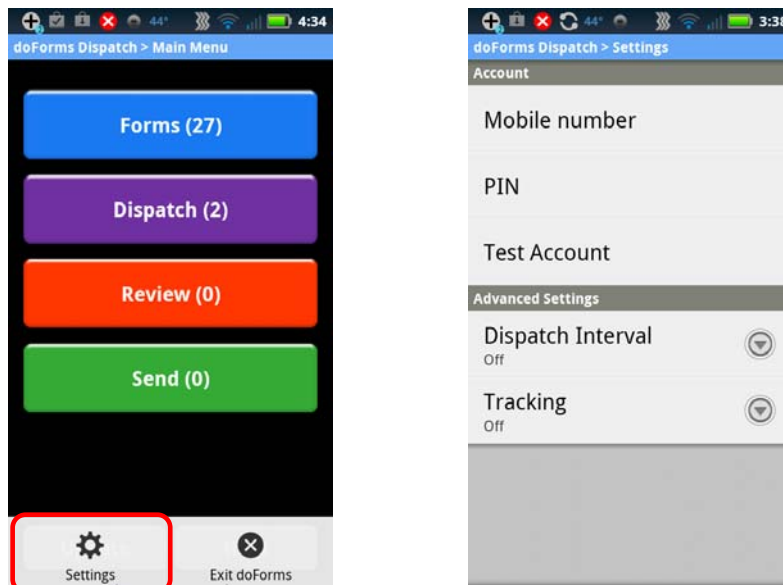 44° 4:34
doForms Dispatch > Main Menu
Forms (27)
Dispatch (2)
Review (0)
Send (0)
Settings
Exit doForms
44° 3:38
doForms Dispatch > Settings
Account
Mobile number
PIN
Test Account
Advanced Settings
Dispatch Interval
Off
Tracking
Off